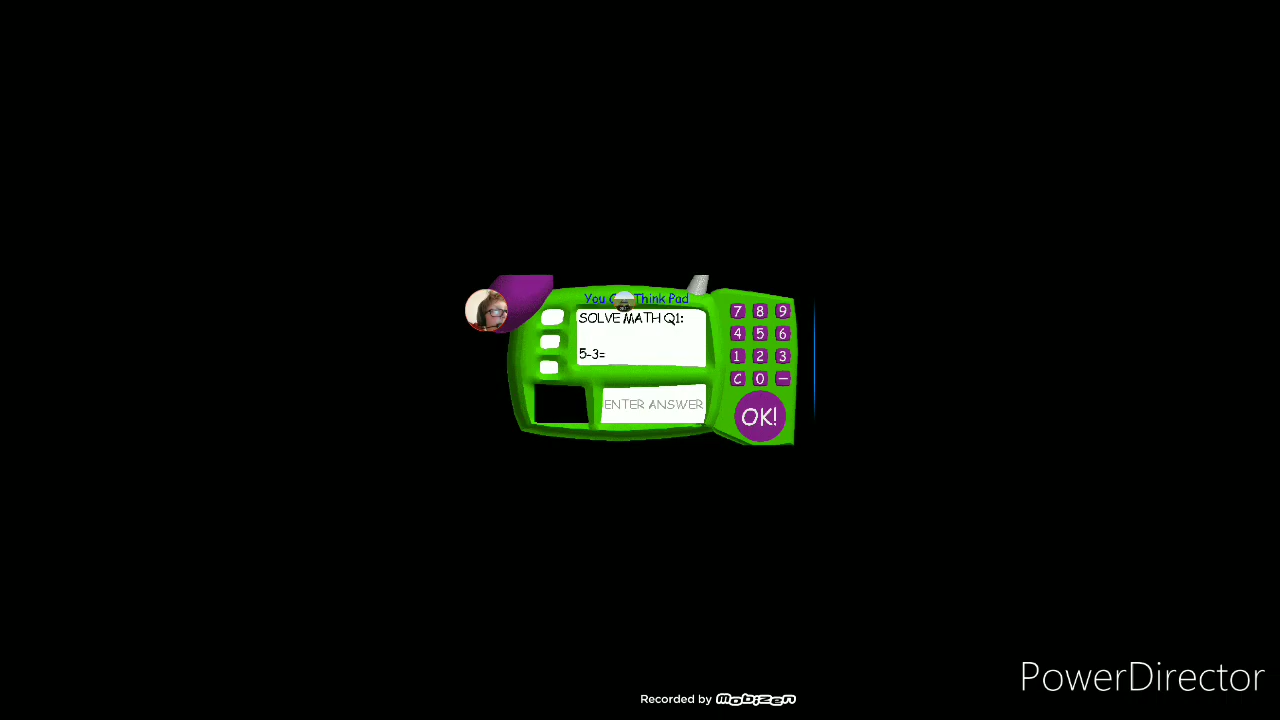 You C Think Pad
SOLVE MATH Q1:
5-3=
ENTER ANSWER
7 8 9
4 5 6
1 2 3
C 0 —
OK!
PowerDirector
Recorded by mobizen